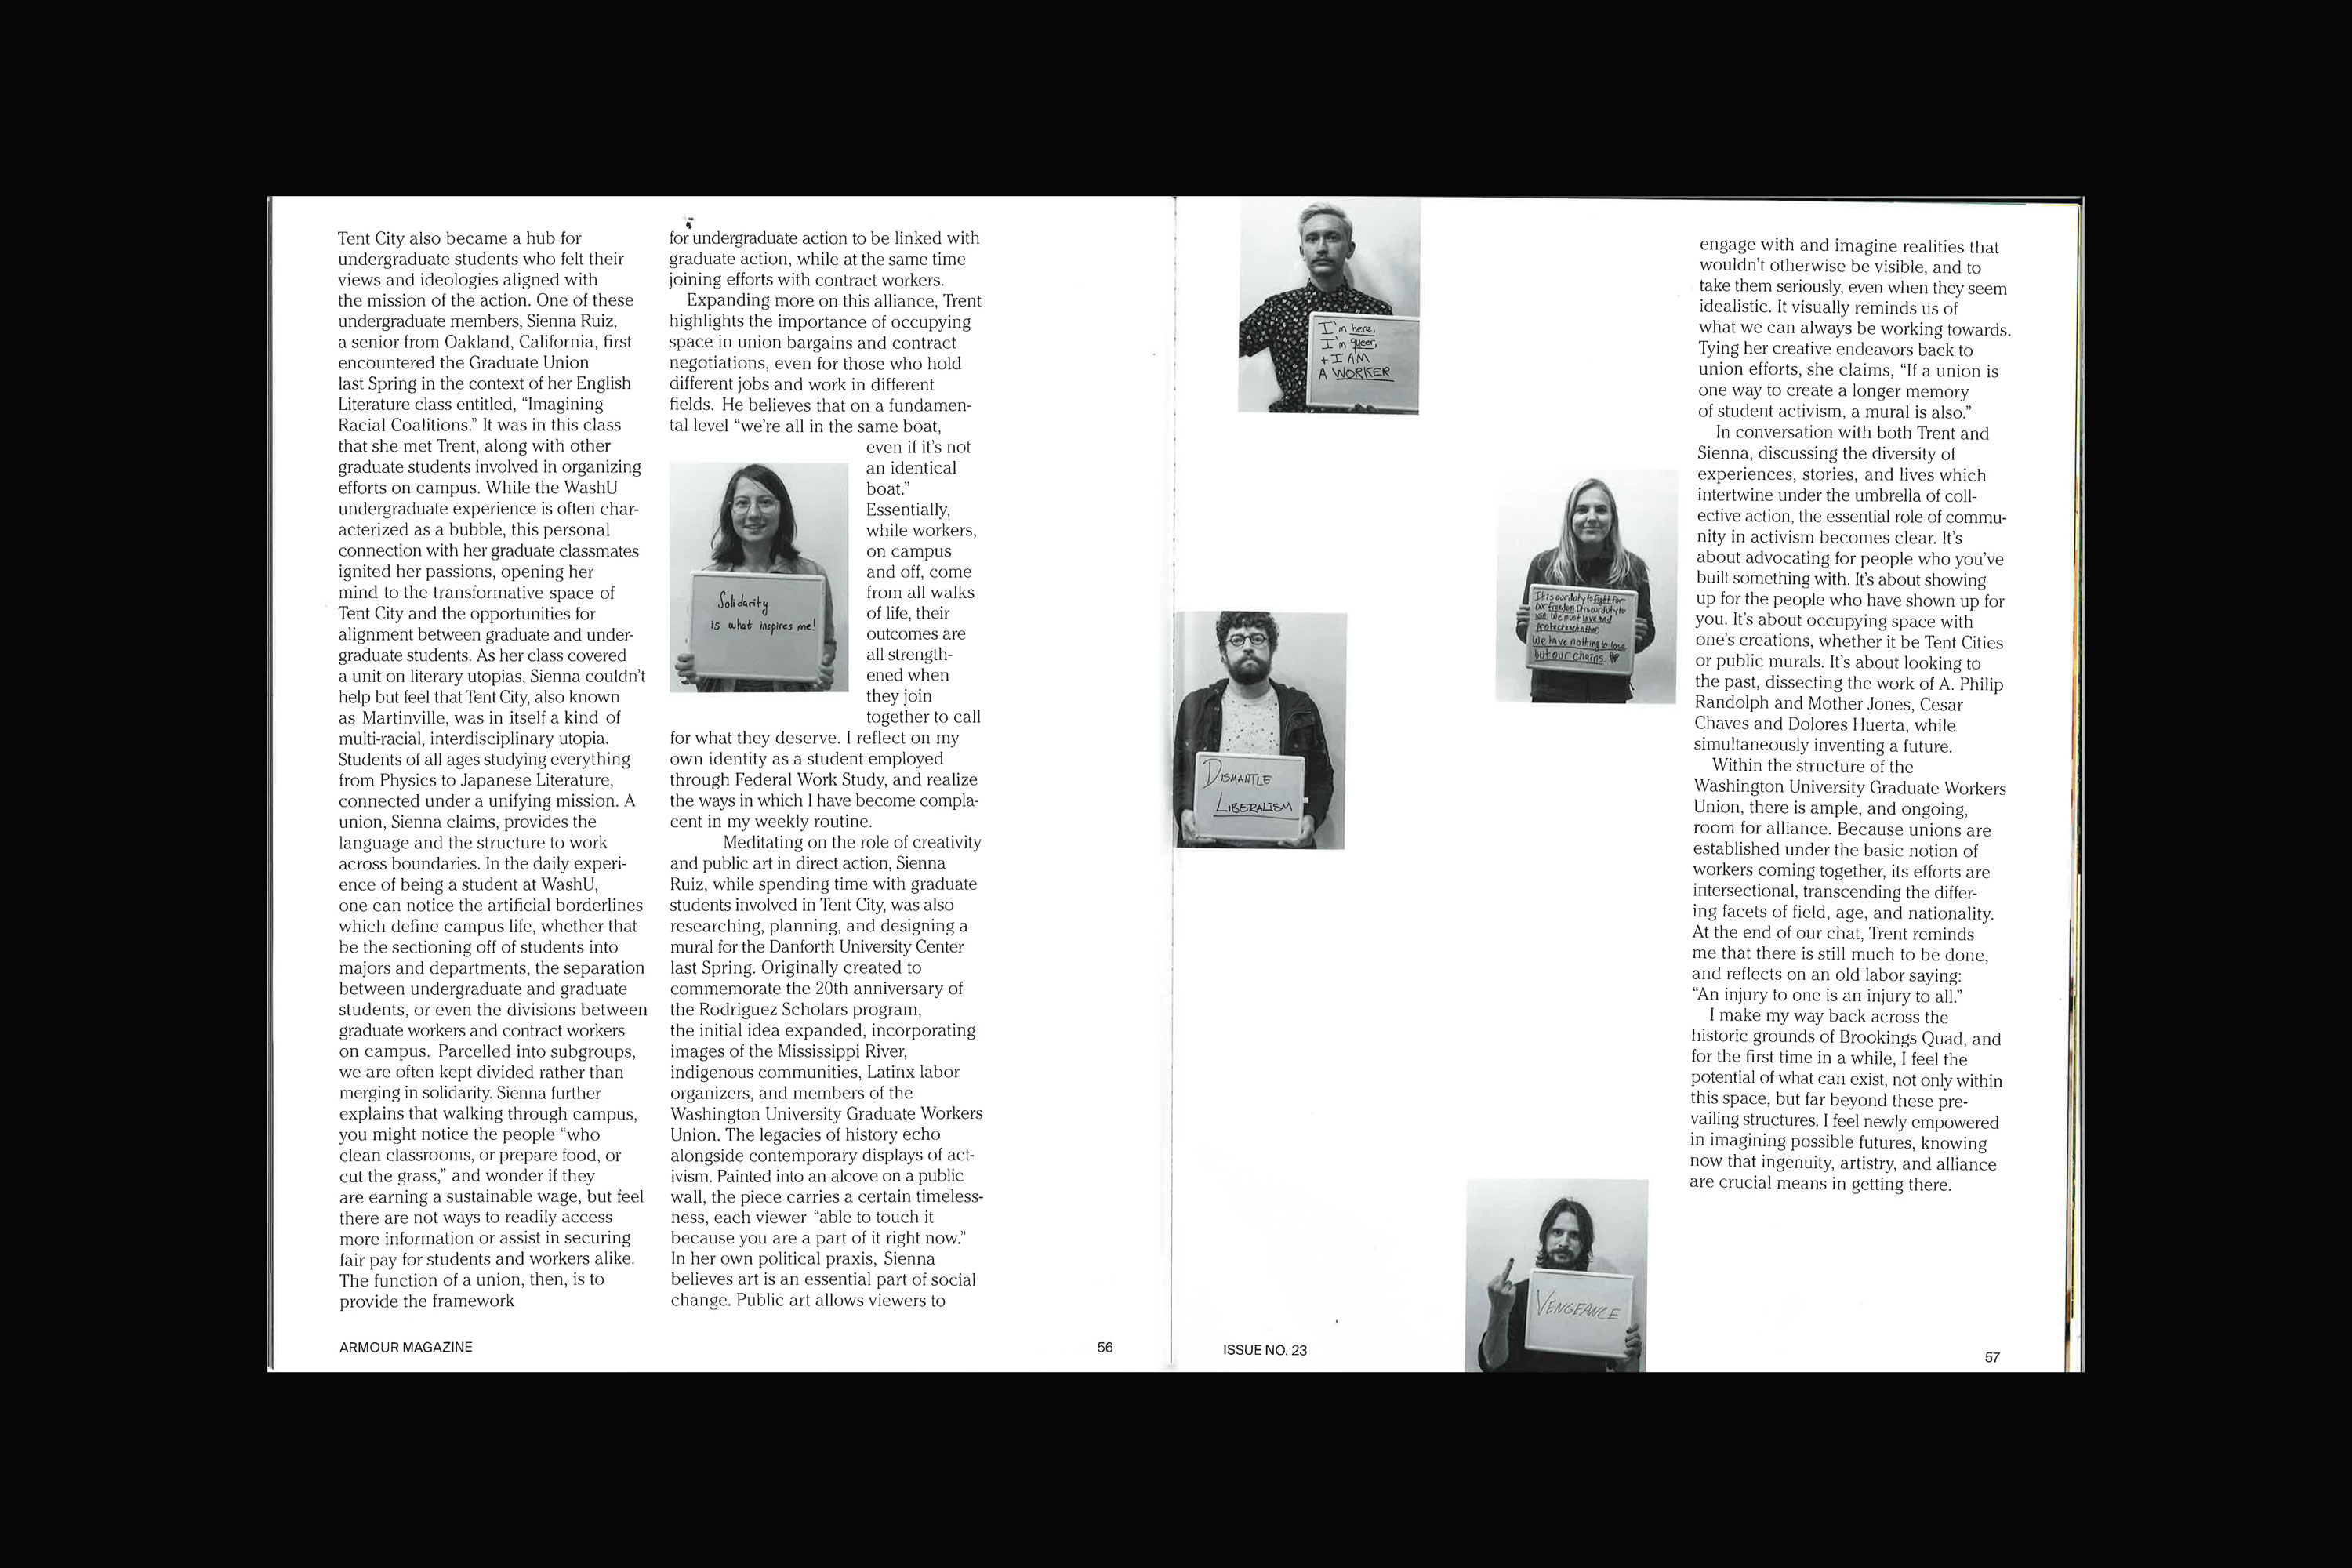 Tent City also became a hub for
undergraduate students who felt their
views and ideologies aligned with
the mission of the action. One of these
undergraduate members, Sienna Ruiz,
a senior from Oakland, California, first
encountered the Graduate Union
last Spring in the context of her English
Literature class entitled, “Imagining
Racial Coalitions.” It was in this class
that she met Trent, along with other
graduate students involved in organizing
efforts on campus. While the WashU
undergraduate experience is often char-
acterized as a bubble, this personal
connection with her graduate classmates
ignited her passions, opening her
mind to the transformative space of
Tent City and the opportunities for
alignment between graduate and under-
graduate students. As her class covered
a unit on literary utopias, Sienna couldn’t
help but feel that Tent City, also known
as Martinville, was in itself a kind of
multi-racial, interdisciplinary utopia.
Students of all ages studying everything
from Physics to Japanese Literature,
connected under a unifying mission. A
union, Sienna claims, provides the
language and the structure to work
across boundaries. In the daily experi-
ence of being a student at WashU,
one can notice the artificial borderlines
which define campus life, whether that
be the sectioning off of students into
majors and departments, the separation
between undergraduate and graduate
students, or even the divisions between
graduate workers and contract workers
on campus. Parcelled into subgroups,
we are often kept divided rather than
merging in solidarity. Sienna further
explains that walking through campus,
you might notice the people “who
clean classrooms, or prepare food, or
cut the grass,” and wonder if they
are earning a sustainable wage, but feel
there are not ways to readily access
more information or assist in securing
fair pay for students and workers alike.
The function of a union, then, is to
provide the framework
for undergraduate action to be linked with
graduate action, while at the same time
joining efforts with contract workers.
Expanding more on this alliance, Trent
highlights the importance of occupying
space in union bargains and contract
negotiations, even for those who hold
different jobs and work in different
fields. He believes that on a fundamen-
tal level “we’re all in the same boat,
even if it’s not
an identical
boat.”
Essentially,
while workers,
on campus
and off, come
from all walks
of life, their
outcomes are
all strength-
ened when
they join
together to call
for what they deserve. I reflect on my
own identity as a student employed
through Federal Work Study, and realize
the ways in which I have become compla-
cent in my weekly routine.
Meditating on the role of creativity
and public art in direct action, Sienna
Ruiz, while spending time with graduate
students involved in Tent City, was also
researching, planning, and designing a
mural for the Danforth University Center
last Spring. Originally created to
commemorate the 20th anniversary of
the Rodriguez Scholars program,
the initial idea expanded, incorporating
images of the Mississippi River,
indigenous communities, Latinx labor
organizers, and members of the
Washington University Graduate Workers
Union. The legacies of history echo
alongside contemporary displays of act-
ivism. Painted into an alcove on a public
wall, the piece carries a certain timeless-
ness, each viewer “able to touch it
because you are a part of it right now.”
In her own political praxis, Sienna
believes art is an essential part of social
change. Public art allows viewers to
Solidarity
is what inspires me!
ARMOUR MAGAZINE
56
I'm here,
I'm queer,
+ I AM
A WORKER
It is our duty to fight for
our freedom. It is our duty to
win. We must love and
protect each other.
We have nothing to lose
but our chains.
DISMANTLE
LIBERALISM
VENGEANCE
engage with and imagine realities that
wouldn’t otherwise be visible, and to
take them seriously, even when they seem
idealistic. It visually reminds us of
what we can always be working towards.
Tying her creative endeavors back to
union efforts, she claims, “If a union is
one way to create a longer memory
of student activism, a mural is also.”
In conversation with both Trent and
Sienna, discussing the diversity of
experiences, stories, and lives which
intertwine under the umbrella of coll-
ective action, the essential role of commu-
nity in activism becomes clear. It’s
about advocating for people who you’ve
built something with. It’s about showing
up for the people who have shown up for
you. It’s about occupying space with
one’s creations, whether it be Tent Cities
or public murals. It’s about looking to
the past, dissecting the work of A. Philip
Randolph and Mother Jones, Cesar
Chaves and Dolores Huerta, while
simultaneously inventing a future.
Within the structure of the
Washington University Graduate Workers
Union, there is ample, and ongoing,
room for alliance. Because unions are
established under the basic notion of
workers coming together, its efforts are
intersectional, transcending the differ-
ing facets of field, age, and nationality.
At the end of our chat, Trent reminds
me that there is still much to be done,
and reflects on an old labor saying:
“An injury to one is an injury to all.”
I make my way back across the
historic grounds of Brookings Quad, and
for the first time in a while, I feel the
potential of what can exist, not only within
this space, but far beyond these pre-
vailing structures. I feel newly empowered
in imagining possible futures, knowing
now that ingenuity, artistry, and alliance
are crucial means in getting there.
ISSUE NO. 23
57